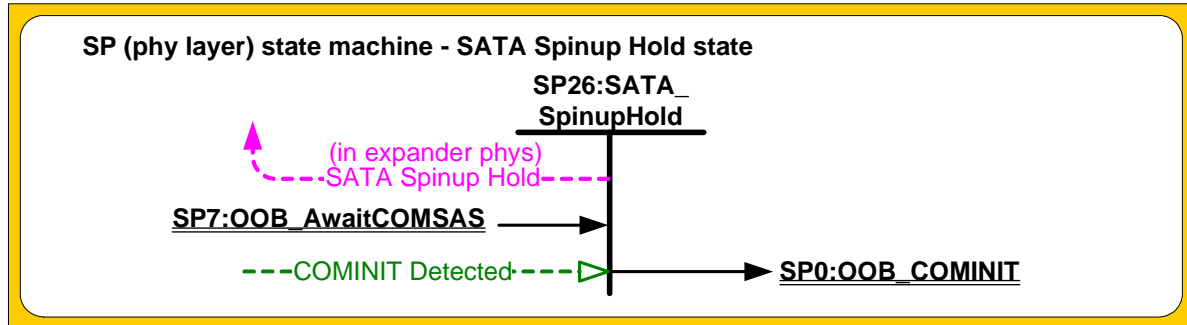 SP (phy layer) state machine - SATA Spinup Hold state
SP26:SATA_
SpinupHold
(in expander phys)
SATA Spinup Hold
SP7:OOB_AwaitCOMSAS
COMINIT Detected
SP0:OOB_COMINIT